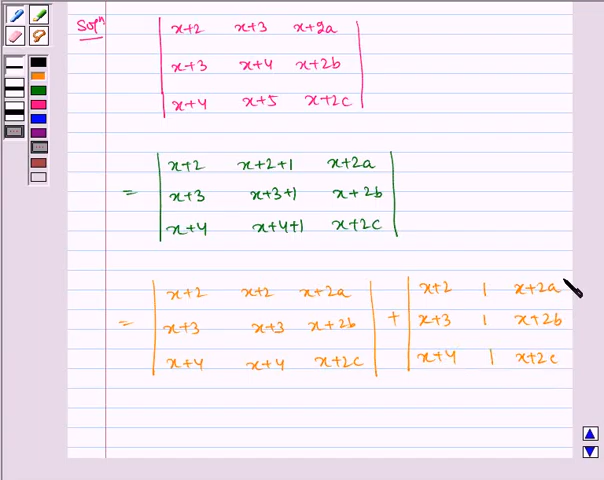 Solⁿ
x+2 x+3 x+2a
x+3 x+4 x+2b
x+4 x+5 x+2c
x+2 x+2+1 x+2a
= x+3 x+3+1 x+2b
x+4 x+4+1 x+2c
x+2 x+2 x+2a x+2 1 x+2a
= x+3 x+3 x+2b + x+3 1 x+2b
x+4 x+4 x+2c x+4 1 x+2c